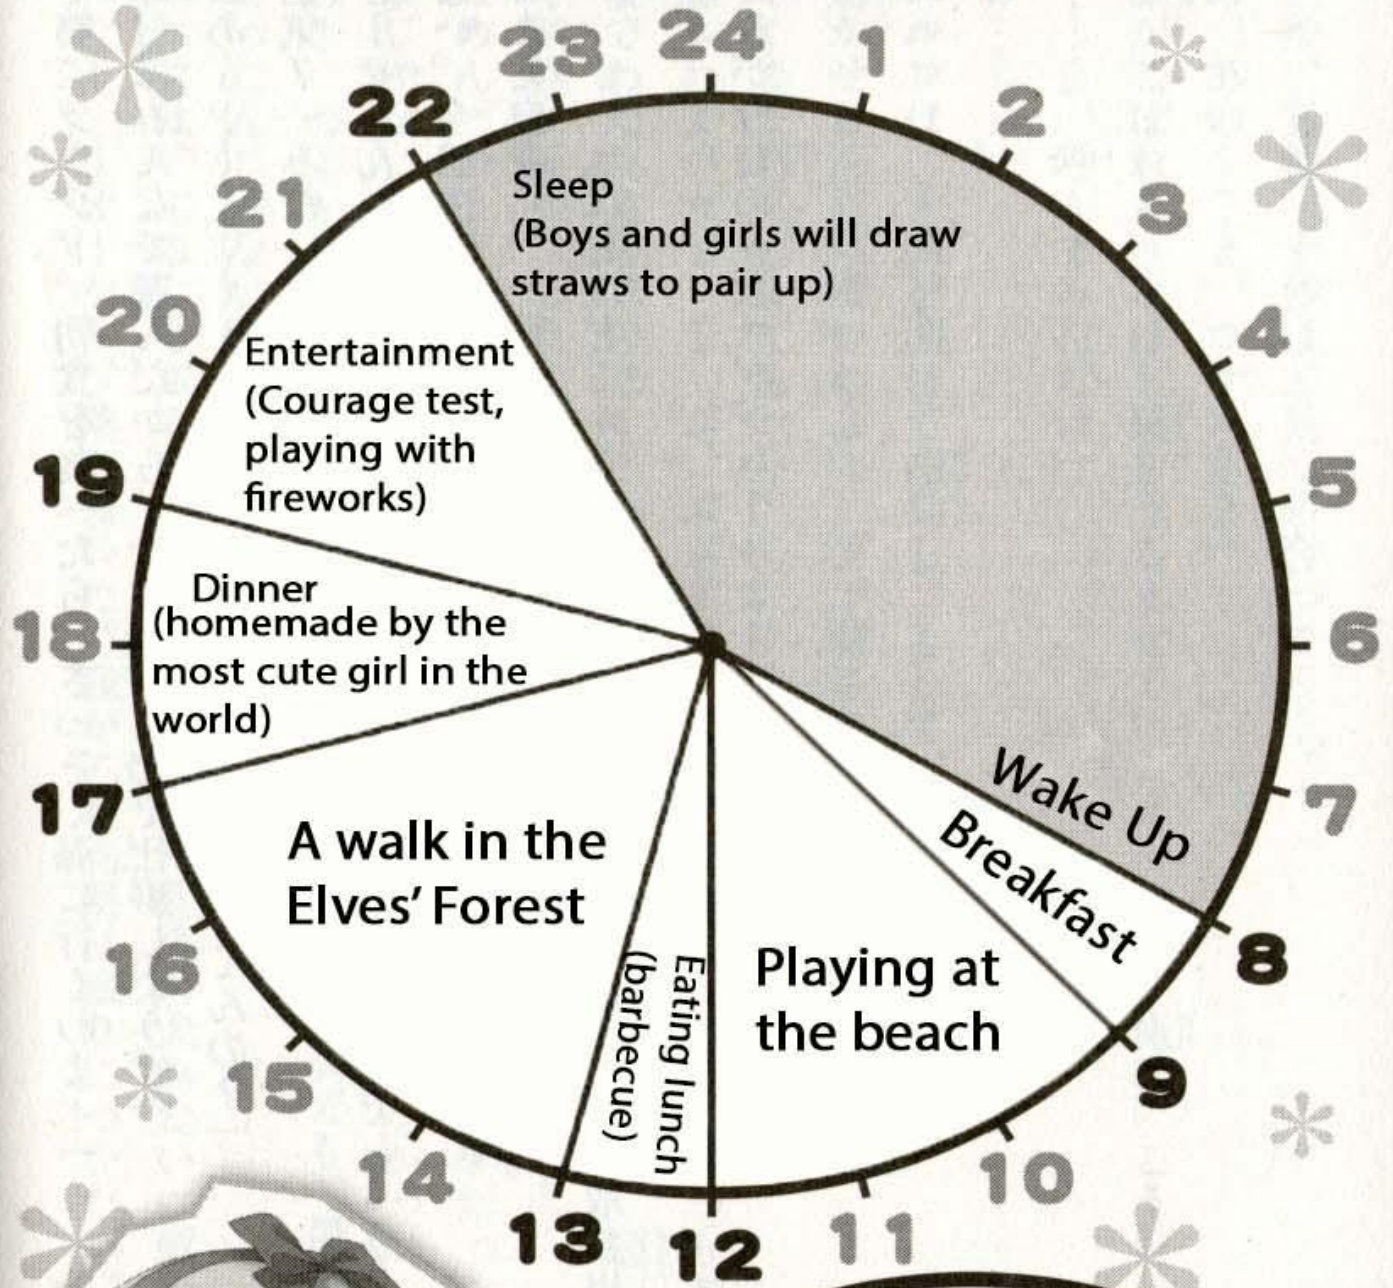 24
1
2
3
4
5
6
7
8
9
10
11
12
13
14
15
16
17
18
19
20
21
22
23
Sleep
(Boys and girls will draw
straws to pair up)
Wake Up
Breakfast
Playing at
the beach
Eating lunch
(barbecue)
A walk in the
Elves' Forest
Dinner
(homemade by the
most cute girl in the
world)
Entertainment
(Courage test,
playing with
fireworks)